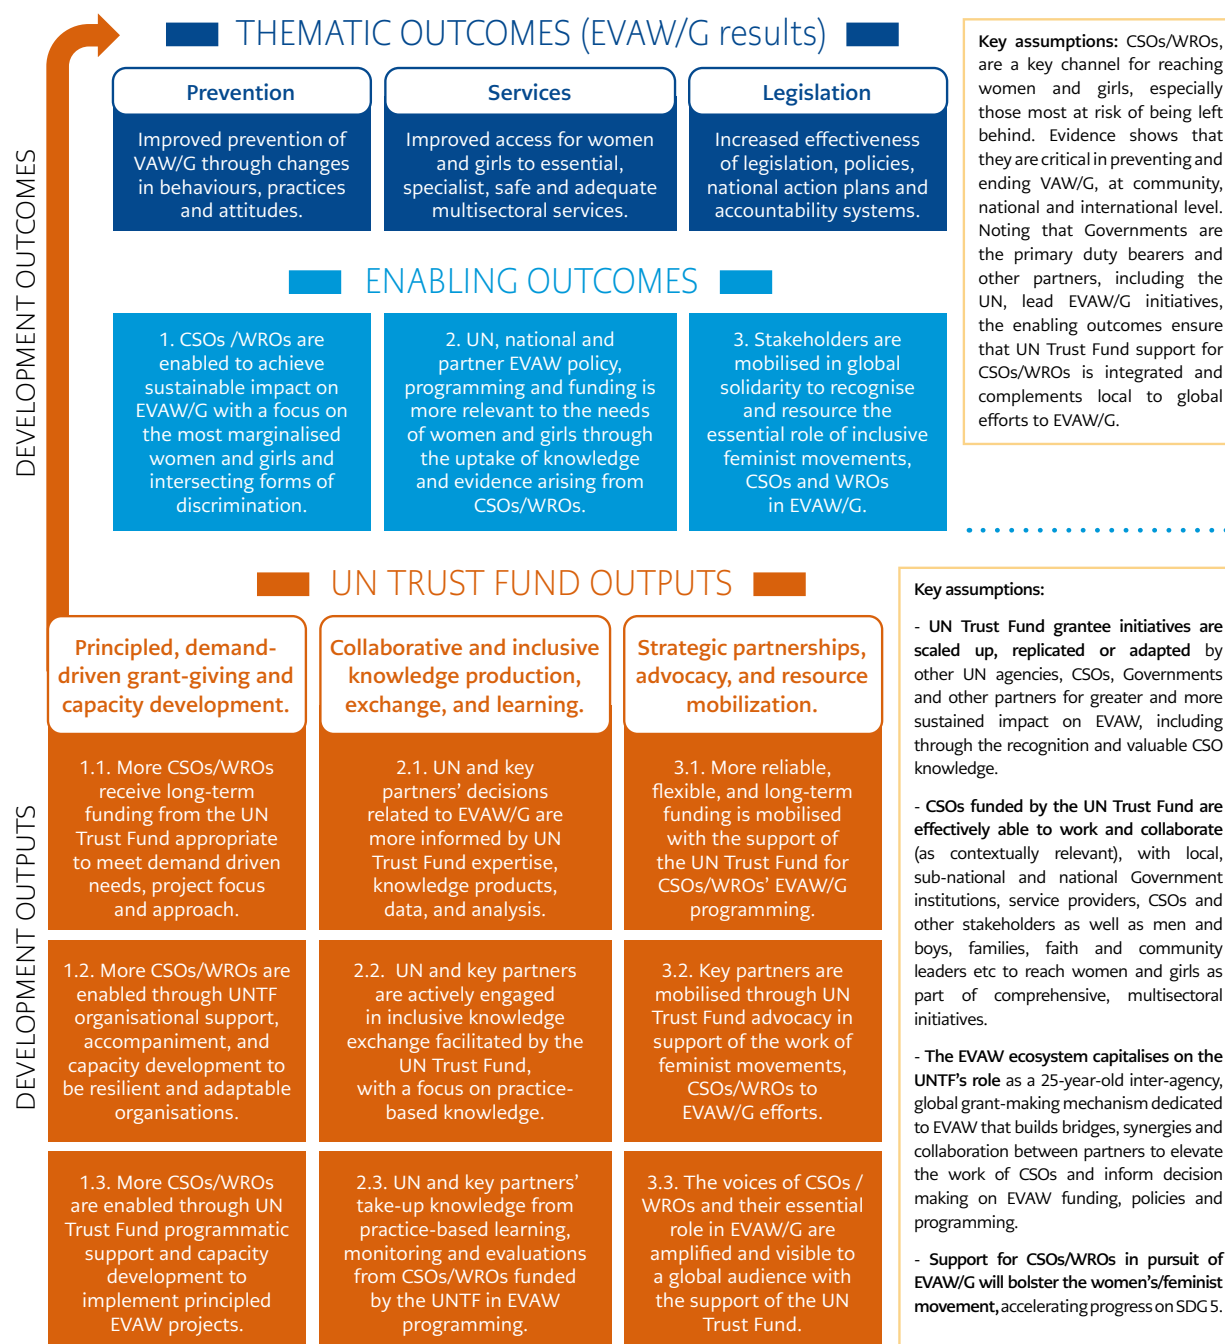 THEMATIC OUTCOMES (EVAW/G results)
Prevention
Improved prevention of
VAW/G through changes
in behaviours, practices
and attitudes.
Services
Improved access for women
and girls to essential,
specialist, safe and adequate
multisectoral services.
Legislation
Increased effectiveness
of legislation, policies,
national action plans and
accountability systems.
DEVELOPMENT OUTCOMES
ENABLING OUTCOMES
1. CSOs /WROs are
enabled to achieve
sustainable impact on
EVAW/G with a focus on
the most marginalised
women and girls and
intersecting forms of
discrimination.
2. UN, national and
partner EVAW policy,
programming and funding is
more relevant to the needs
of women and girls through
the uptake of knowledge
and evidence arising from
CSOs/WROs.
3. Stakeholders are
mobilised in global
solidarity to recognise
and resource the
essential role of inclusive
feminist movements,
CSOs and WROs
in EVAW/G.
Key assumptions: CSOs/WROs,
are a key channel for reaching
women and girls, especially
those most at risk of being left
behind. Evidence shows that
they are critical in preventing and
ending VAW/G, at community,
national and international level.
Noting that Governments are
the primary duty bearers and
other partners, including the
UN, lead EVAW/G initiatives,
the enabling outcomes ensure
that UN Trust Fund support for
CSOs/WROs is integrated and
complements local to global
efforts to EVAW/G.
UN TRUST FUND OUTPUTS
DEVELOPMENT OUTPUTS
Principled, demand-
driven grant-giving and
capacity development.
1.1. More CSOs/WROs
receive long-term
funding from the UN
Trust Fund appropriate
to meet demand driven
needs, project focus
and approach.
1.2. More CSOs/WROs are
enabled through UNTF
organisational support,
accompaniment, and
capacity development to
be resilient and adaptable
organisations.
1.3. More CSOs/WROs
are enabled through UN
Trust Fund programmatic
support and capacity
development to
implement principled
EVAW projects.
Collaborative and inclusive
knowledge production,
exchange, and learning.
2.1. UN and key
partners' decisions
related to EVAW/G are
more informed by UN
Trust Fund expertise,
knowledge products,
data, and analysis.
2.2. UN and key partners
are actively engaged
in inclusive knowledge
exchange facilitated by the
UN Trust Fund,
with a focus on practice-
based knowledge.
2.3. UN and key partners'
take-up knowledge from
practice-based learning,
monitoring and evaluations
from CSOs/WROs funded
by the UNTF in EVAW
programming.
Strategic partnerships,
advocacy, and resource
mobilization.
3.1. More reliable,
flexible, and long-term
funding is mobilised
with the support of
the UN Trust Fund for
CSOs/WROs' EVAW/G
programming.
3.2. Key partners are
mobilised through UN
Trust Fund advocacy in
support of the work of
feminist movements,
CSOs/WROs to
EVAW/G efforts.
3.3. The voices of CSOs /
WROs and their essential
role in EVAW/G are
amplified and visible to
a global audience with
the support of the UN
Trust Fund.
Key assumptions:
- UN Trust Fund grantee initiatives are
scaled up, replicated or adapted by
other UN agencies, CSOs, Governments
and other partners for greater and more
sustained impact on EVAW, including
through the recognition and valuable CSO
knowledge.
- CSOs funded by the UN Trust Fund are
effectively able to work and collaborate
(as contextually relevant), with local,
sub-national and national Government
institutions, service providers, CSOs and
other stakeholders as well as men and
boys, families, faith and community
leaders etc to reach women and girls as
part of comprehensive, multisectoral
initiatives.
- The EVAW ecosystem capitalises on the
UNTF's role as a 25-year-old inter-agency,
global grant-making mechanism dedicated
to EVAW that builds bridges, synergies and
collaboration between partners to elevate
the work of CSOs and inform decision
making on EVAW funding, policies and
programming.
- Support for CSOs/WROs in pursuit of
EVAW/G will bolster the women's/feminist
movement, accelerating progress on SDG 5.